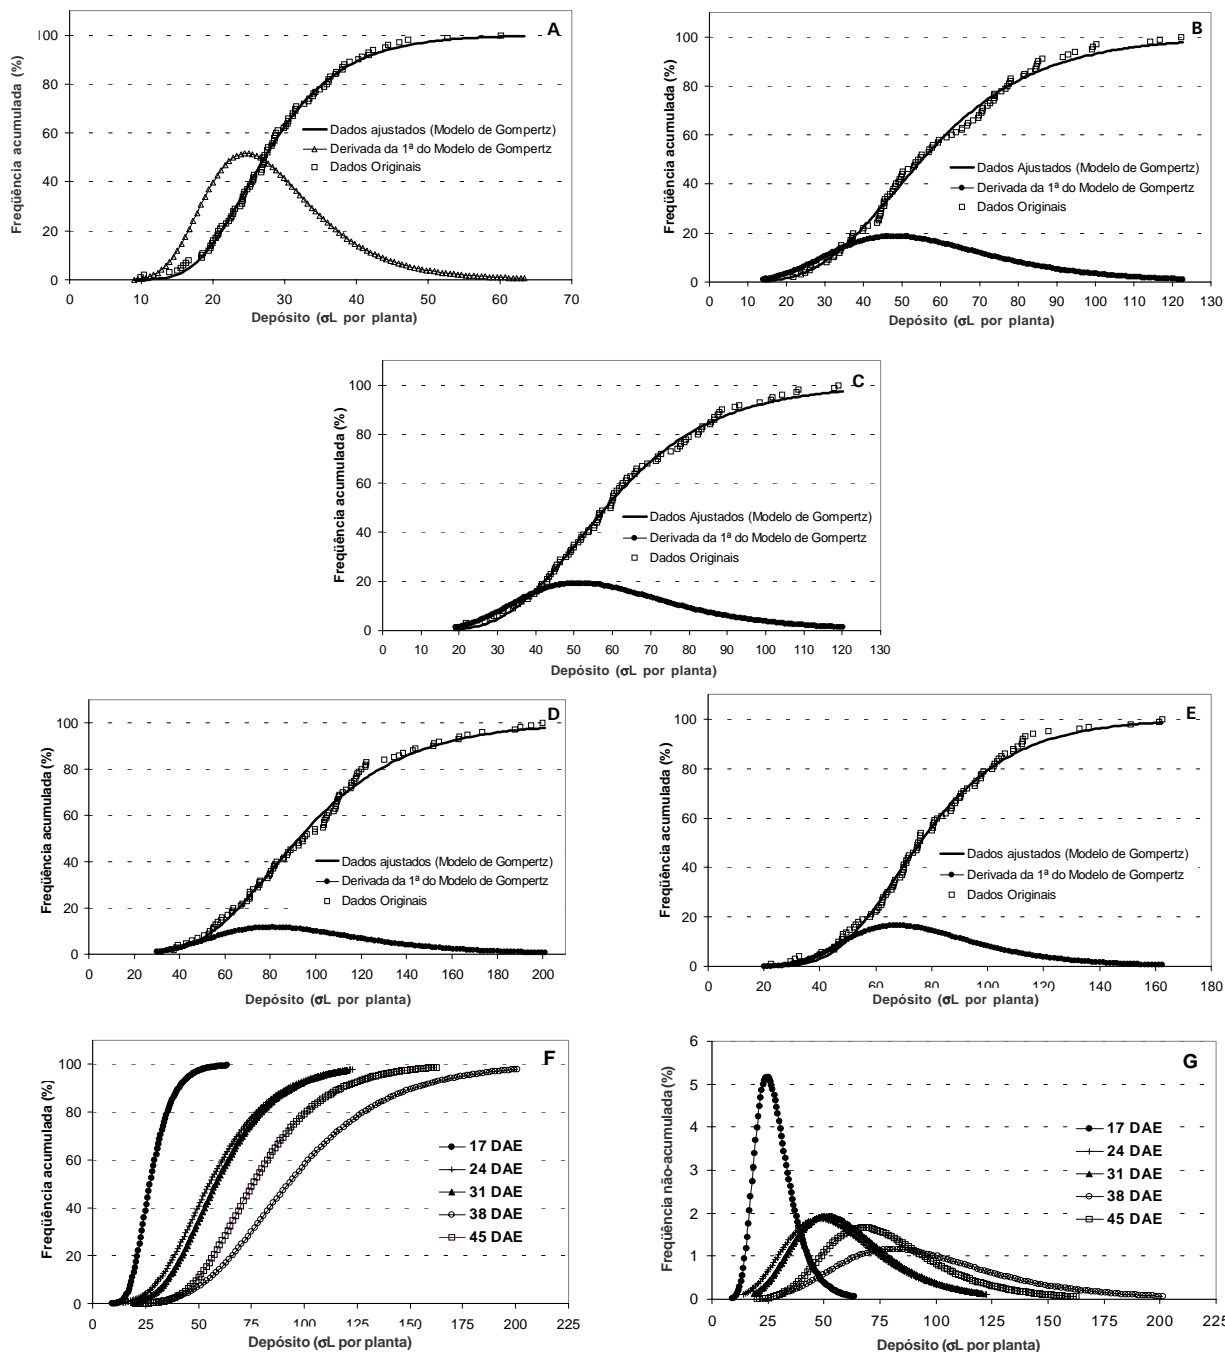 A
Freqüência acumulada (%)
100
80
60
40
20
0
Dados ajustados (Modelo de Gompertz)
Derivada da 1ª do Modelo de Gompertz
Dados Originais
0 10 20 30 40 50 60 70
Depósito (σL por planta)
B
Freqüência acumulada (%)
100
80
60
40
20
0
Dados Ajustados (Modelo de Gompertz)
Derivada da 1ª do Modelo de Gompertz
Dados Originais
0 10 20 30 40 50 60 70 80 90 100 110 120 130
Depósito (σL por planta)
C
Freqüência acumulada (%)
100
80
60
40
20
0
Dados Ajustados (Modelo de Gompertz)
Derivada da 1ª do Modelo de Gompertz
Dados Originais
0 10 20 30 40 50 60 70 80 90 100 110 120 130
Depósito (σL por planta)
D
Freqüência acumulada (%)
100
80
60
40
20
0
Dados ajustados (Modelo de Gompertz)
Derivada da 1ª do Modelo de Gompertz
Dados Originais
0 20 40 60 80 100 120 140 160 180 200
Depósito (σL por planta)
E
Freqüência acumulada (%)
100
80
60
40
20
0
Dados ajustados (Modelo de Gompertz)
Derivada da 1ª do Modelo de Gompertz
Dados Originais
0 20 40 60 80 100 120 140 160 180
Depósito (σL por planta)
F
Freqüência acumulada (%)
100
80
60
40
20
0
17 DAE
24 DAE
31 DAE
38 DAE
45 DAE
0 25 50 75 100 125 150 175 200 225
Depósito (σL por planta)
G
Freqüência não-acumulada (%)
6
5
4
3
2
1
0
17 DAE
24 DAE
31 DAE
38 DAE
45 DAE
0 25 50 75 100 125 150 175 200 225
Depósito (σL por planta)